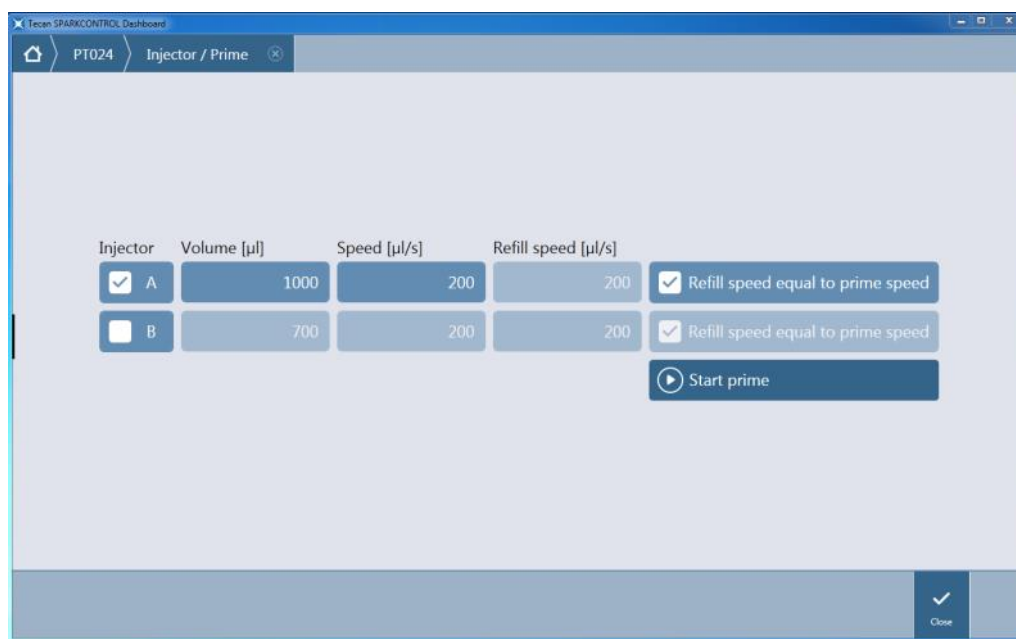 Tecan SPARKCONTROL Dashboard
PT024 Injector / Prime
Injector Volume [µl] Speed [µl/s] Refill speed [µl/s]
A 1000 200 200 Refill speed equal to prime speed
B 700 200 200 Refill speed equal to prime speed
Start prime
Close